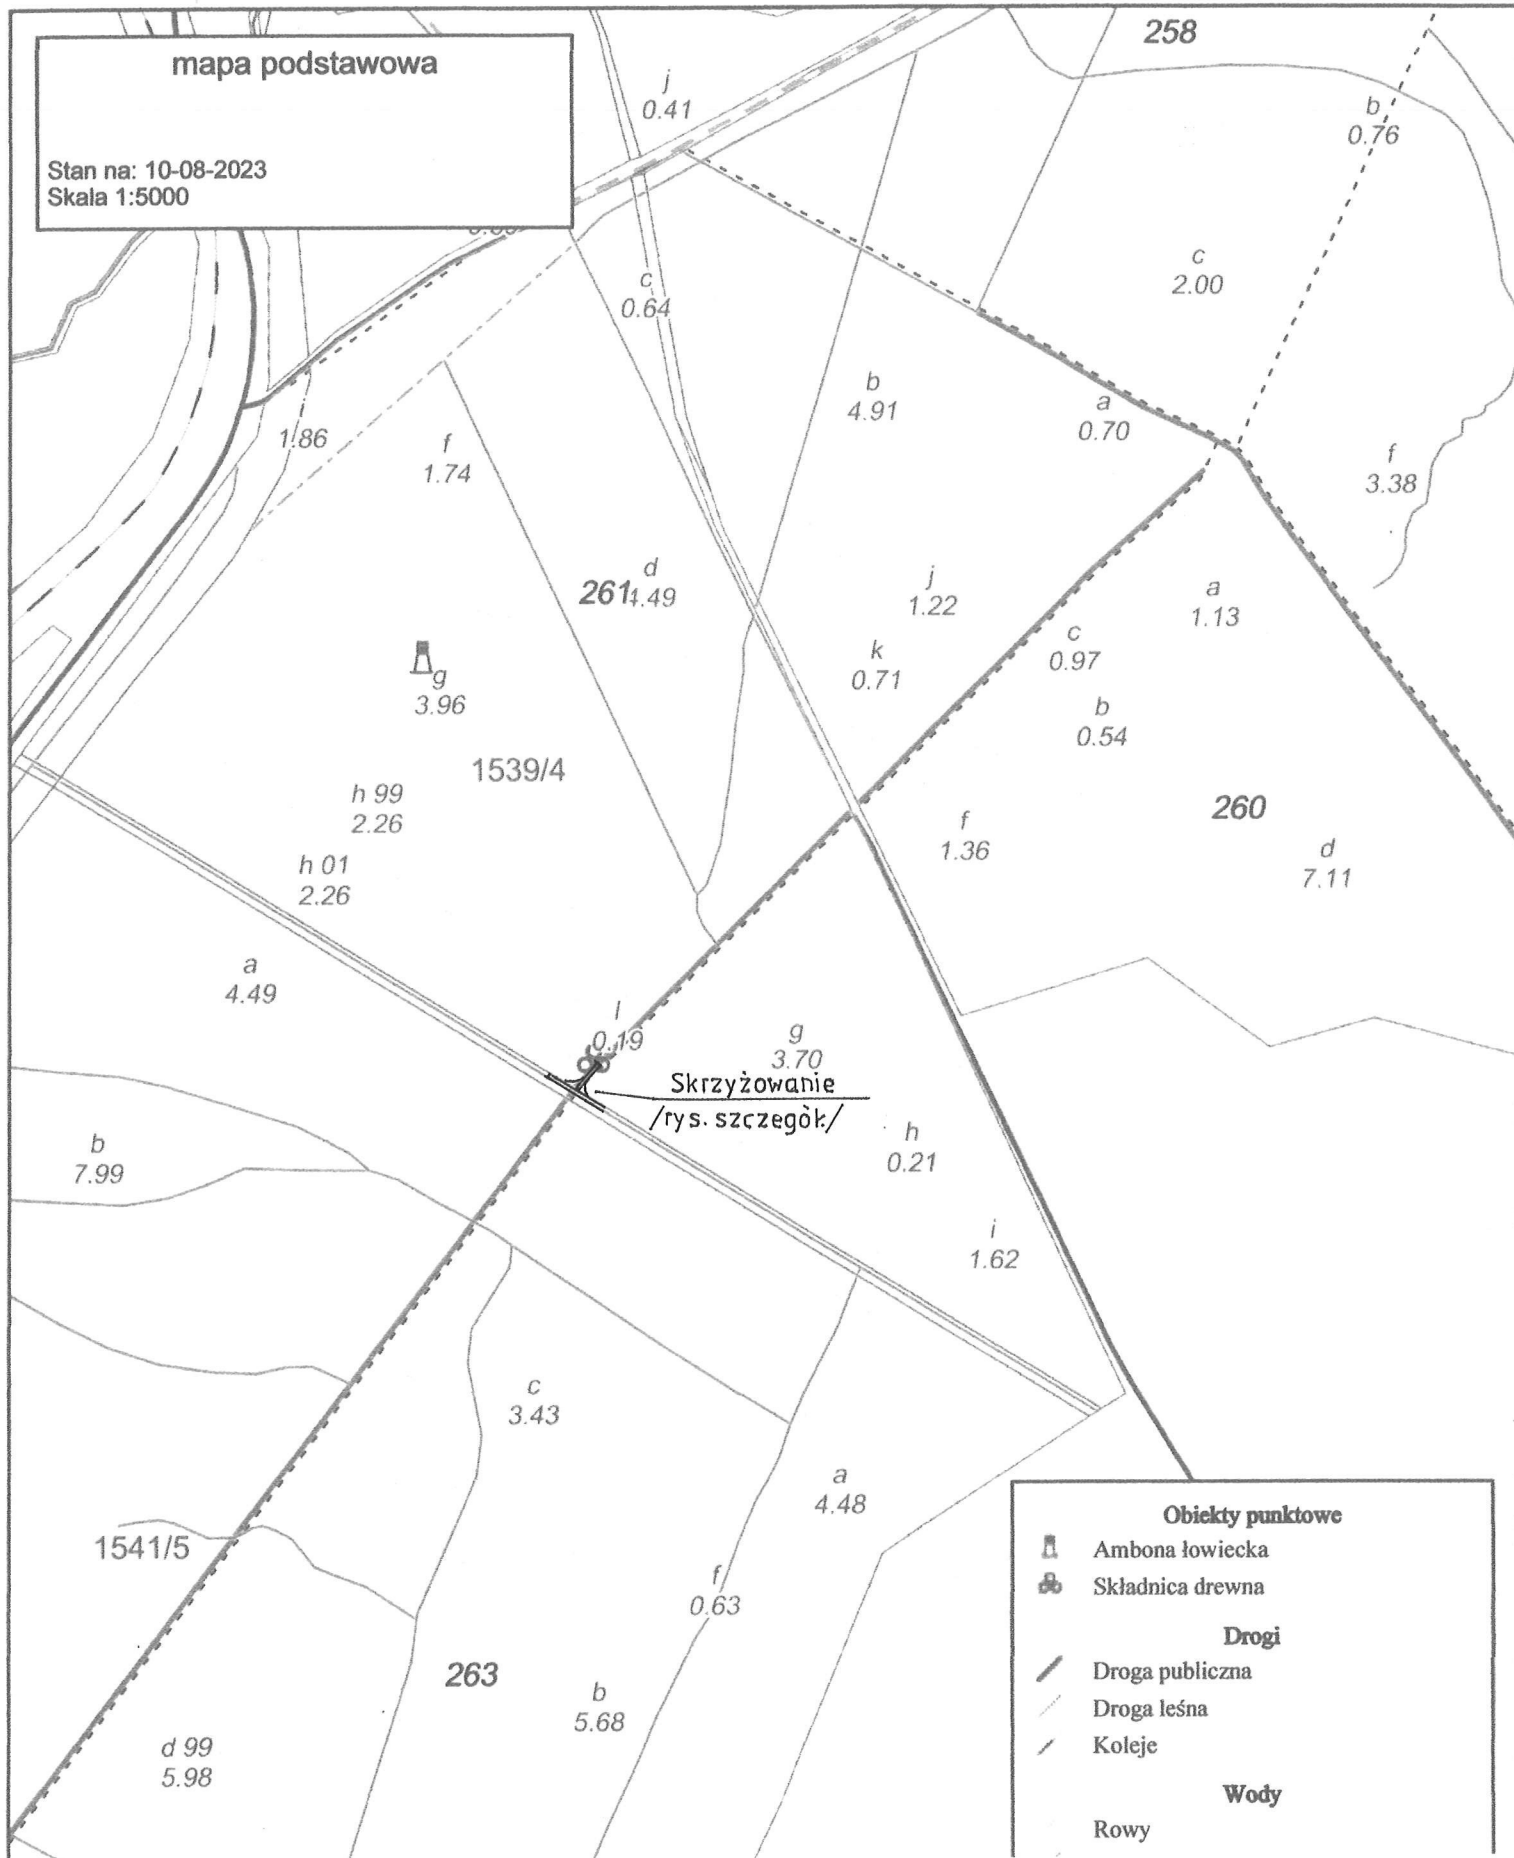 mapa podstawowa
Stan na: 10-08-2023
Skala 1:5000
258
j
0.41
b
0.76
c
2.00
c
0.64
b
4.91
a
0.70
f
3.38
1.86
f
1.74
261
d
4.49
j
1.22
a
1.13
c
0.97
k
0.71
b
0.54
g
3.96
1539/4
h 99
2.26
260
f
1.36
d
7.11
h 01
2.26
a
4.49
l
0.19
g
3.70
Skrzyżowanie
/rys. szczegół/
h
0.21
b
7.99
i
1.62
c
3.43
a
4.48
1541/5
f
0.63
263
b
5.68
d 99
5.98
Obiekty punktowe
Ambona łowiecka
Składnica drewna
Drogi
Droga publiczna
Droga leśna
Koleje
Wody
Rowy